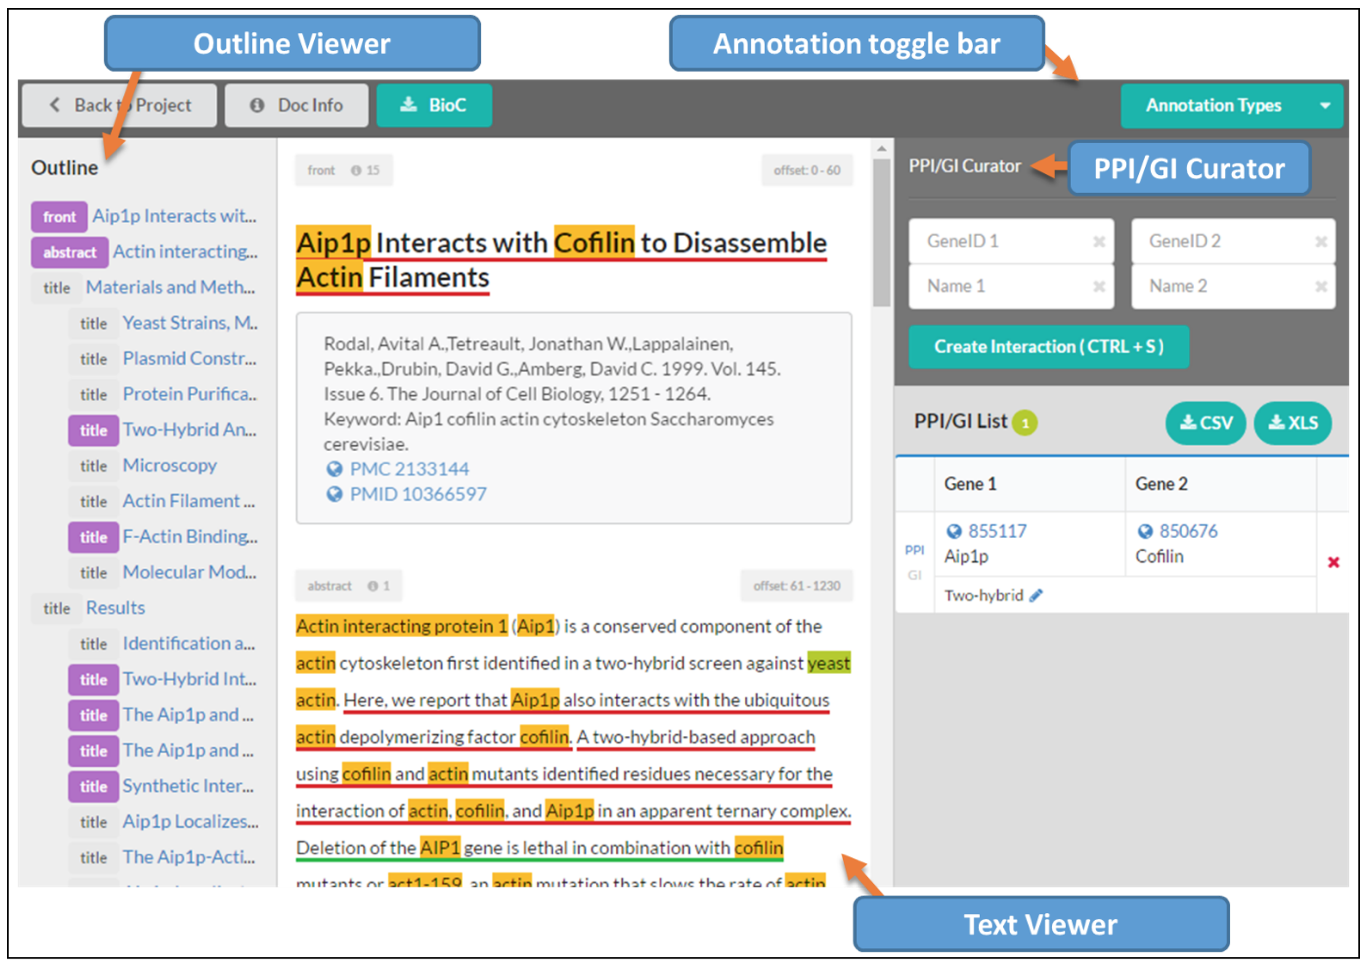 Outline Viewer
Annotation toggle bar
Back to Project
Doc Info
BioC
Annotation Types
Outline
front Aip1p Interacts wit...
abstract Actin interacting...
title Materials and Meth...
title Yeast Strains, M..
title Plasmid Constr...
title Protein Purifica..
title Two-Hybrid An...
title Microscopy
title Actin Filament ...
title F-Actin Binding...
title Molecular Mod...
title Results
title Identification a...
title Two-Hybrid Int...
title The Aip1p and ...
title The Aip1p and ...
title Synthetic Inter...
title Aip1p Localizes...
title The Aip1p-Acti...
front 15
offset: 0 - 60
Aip1p Interacts with Cofilin to Disassemble
Actin Filaments
Rodal, Avital A.,Tetreault, Jonathan W.,Lappalainen,
Pekka.,Drubin, David G.,Amberg, David C. 1999. Vol. 145.
Issue 6. The Journal of Cell Biology, 1251 - 1264.
Keyword: Aip1 cofilin actin cytoskeleton Saccharomyces
cerevisiae.
PMC 2133144
PMID 10366597
abstract 1
offset: 61 - 1230
Actin interacting protein 1 (Aip1) is a conserved component of the
actin cytoskeleton first identified in a two-hybrid screen against yeast
actin. Here, we report that Aip1p also interacts with the ubiquitous
actin depolymerizing factor cofilin. A two-hybrid-based approach
using cofilin and actin mutants identified residues necessary for the
interaction of actin, cofilin, and Aip1p in an apparent ternary complex.
Deletion of the AIP1 gene is lethal in combination with cofilin
mutants or act1-159, an actin mutation that slows the rate of actin
PPI/GI Curator
PPI/GI Curator
GeneID 1
GeneID 2
Name 1
Name 2
Create Interaction ( CTRL + S )
PPI/GI List 1
CSV
XLS
Gene 1
Gene 2
PPI
GI
855117
Aip1p
850676
Cofilin
Two-hybrid
Text Viewer